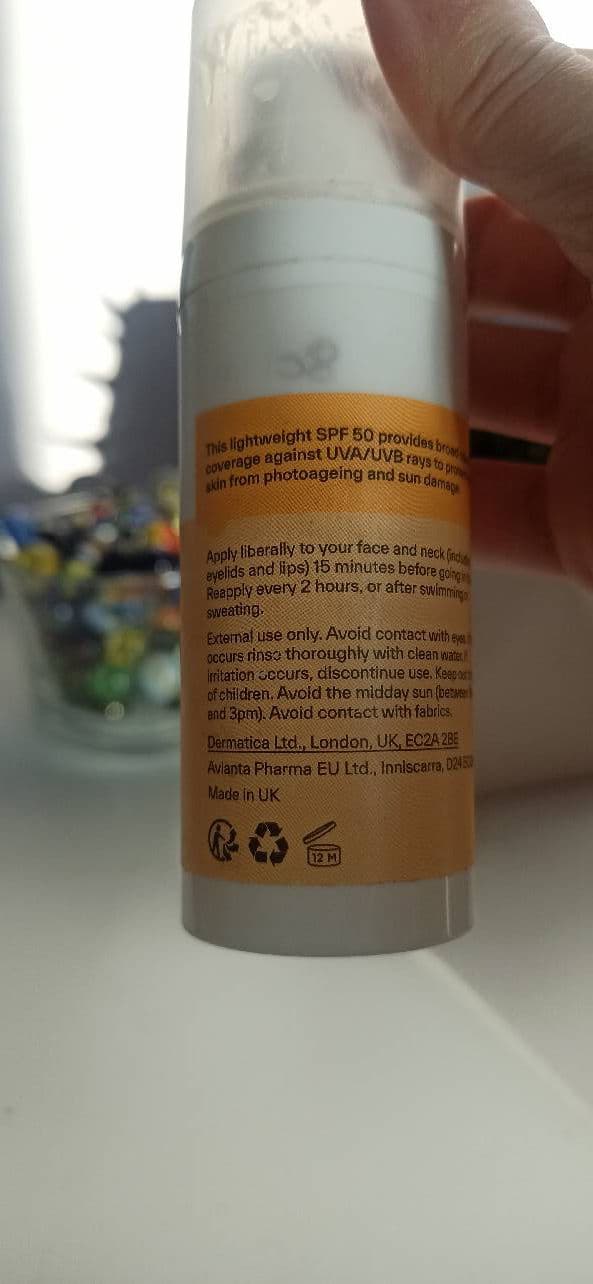 This lightweight SPF 50 provides broad
coverage against UVA/UVB rays to
skin from photoageing and sun damage
Apply liberally to your face and neck
eyelids and lips) 15 minutes before going
Reapply every 2 hours, or after swimming
sweating.
External use only. Avoid contact with eyes.
occurs rinse thoroughly with clean water.
irritation occurs, discontinue use. Keep out
of children. Avoid the midday sun (between
and 3pm). Avoid contact with fabrics.
Dermatica Ltd., London, UK, EC2A 2BE
Avianta Pharma EU Ltd., Inniscarra, D24
Made in UK
12 M